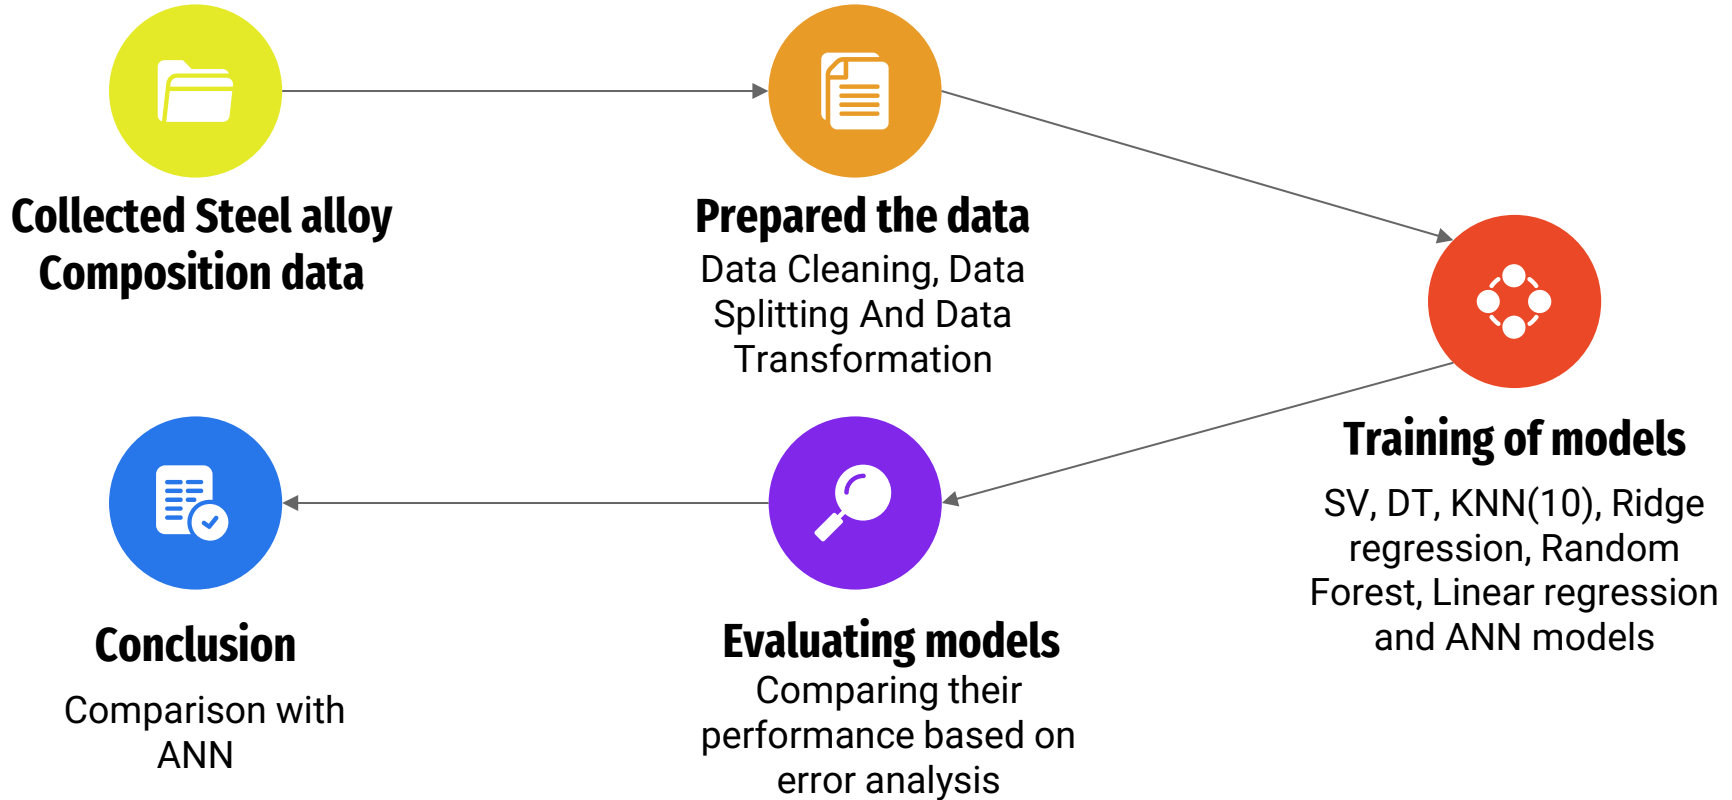 Collected Steel alloy
Composition data
Prepared the data
Data Cleaning, Data
Splitting And Data
Transformation
Training of models
SV, DT, KNN(10), Ridge
regression, Random
Forest, Linear regression
and ANN models
Evaluating models
Comparing their
performance based on
error analysis
Conclusion
Comparison with
ANN